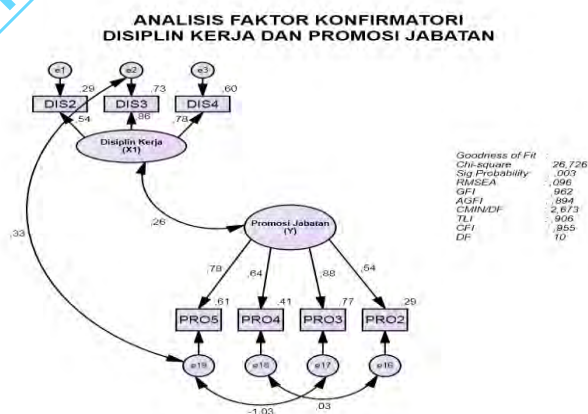 ANALISIS FAKTOR KONFIRMATORI
DISIPLIN KERJA DAN PROMOSI JABATAN
e1 e2 e3
,29 ,73 ,60
DIS2 DIS3 DIS4
,54 ,86 ,78
Disiplin Kerja
(X1)
Goodness of Fit :
Chi-square : 26,726
Sig Probability : ,003
RMSEA : ,096
GFI : ,962
AGFI : ,894
CMIN/DF : 2,673
TLI : ,906
CFI : ,955
DF : 10
,26
Promosi Jabatan
(Y)
,33
,78 ,64 ,88 ,54
,61 ,41 ,77 ,29
PRO5 PRO4 PRO3 PRO2
e17
,03
-1,03